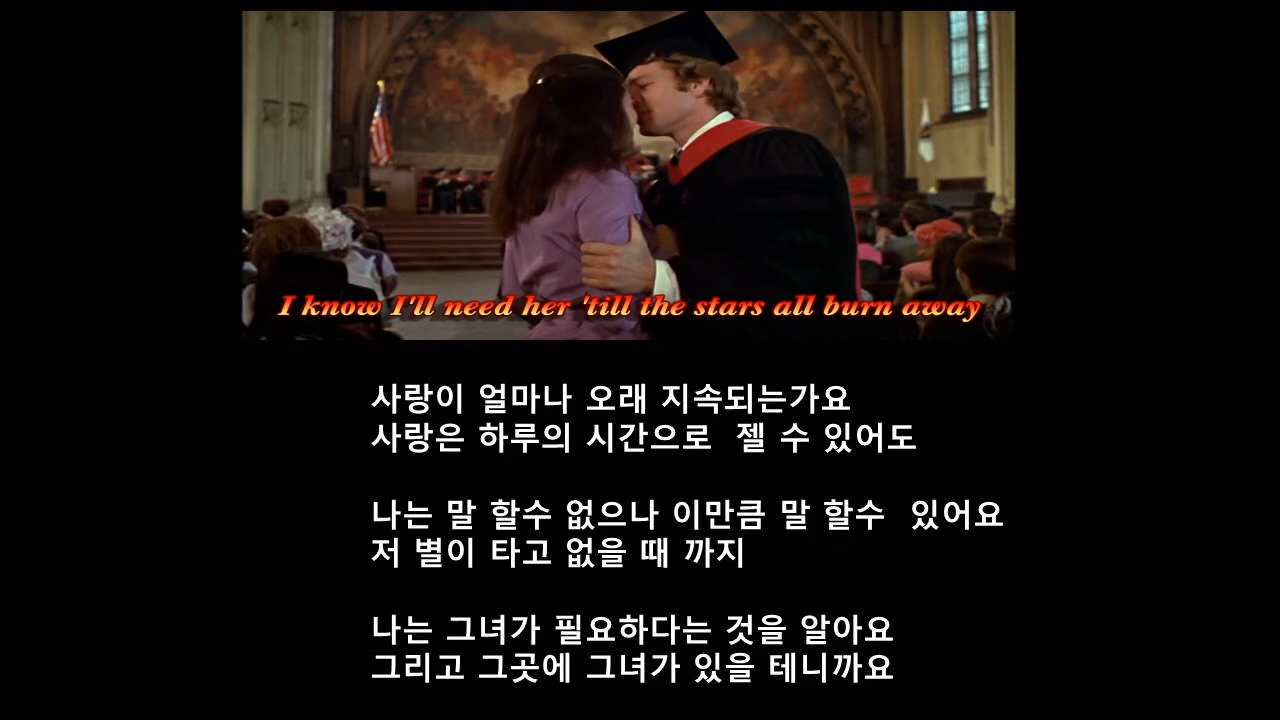 I know I'll need her 'till the stars all burn away
사랑이 얼마나 오래 지속되는가요
사랑은 하루의 시간으로 젤 수 있어도
나는 말 할수 없으나 이만큼 말 할수 있어요
저 별이 타고 없을 때 까지
나는 그녀가 필요하다는 것을 알아요
그리고 그곳에 그녀가 있을 테니까요